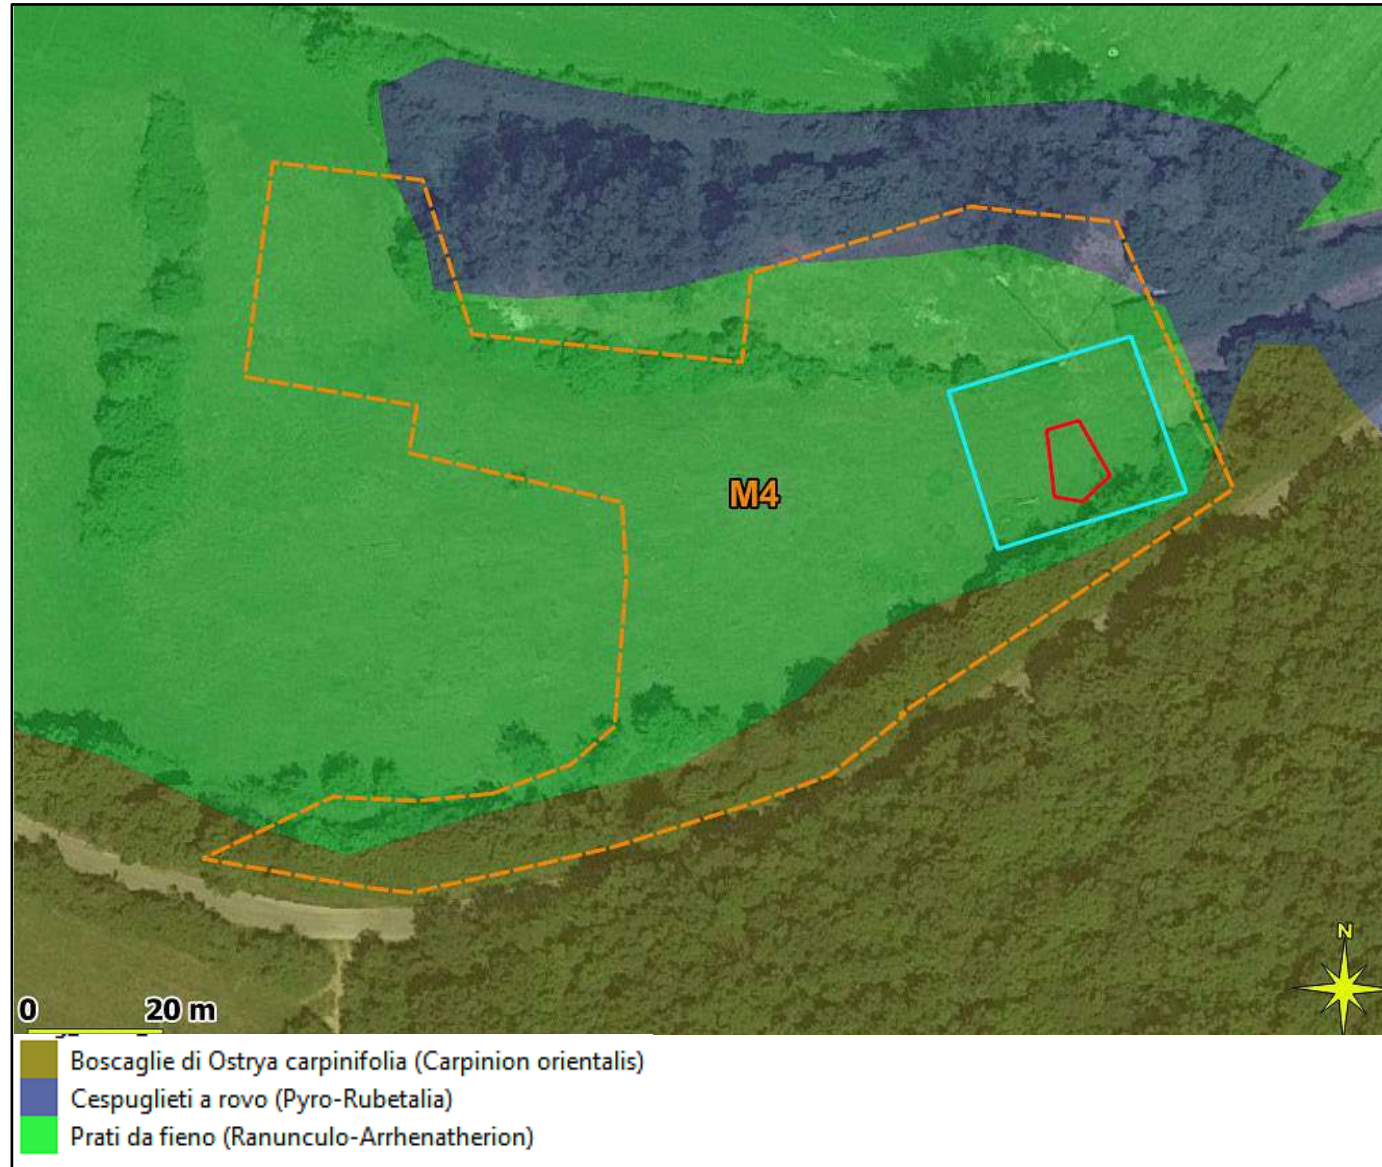 M4
N
0 20 m
Boscaglie di Ostrya carpinifolia (Carpinion orientalis)
Cespuglieti a rovo (Pyro-Rubetalia)
Prati da fieno (Ranunculo-Arrhenatherion)